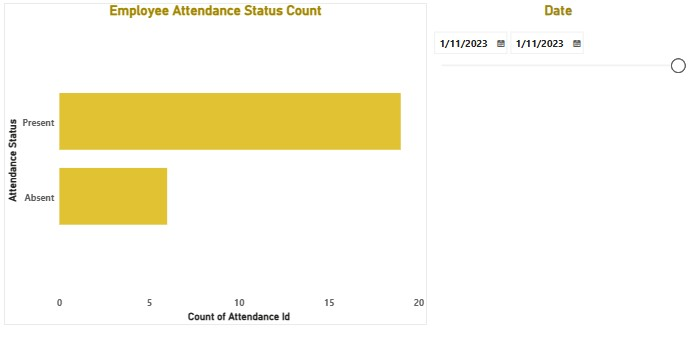 Employee Attendance Status Count
Date
1/11/2023 1/11/2023
Attendance Status
Present
Absent
0 5 10 15 20
Count of Attendance Id